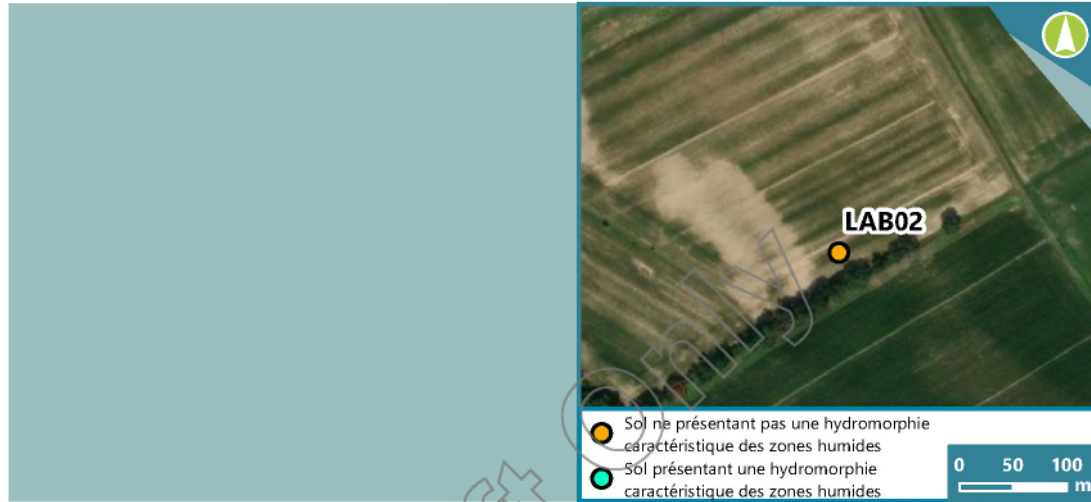 LAB02
Sol ne présentant pas une hydromorphie
caractéristique des zones humides
Sol présentant une hydromorphie
caractéristique des zones humides
0 50 100
m
Only